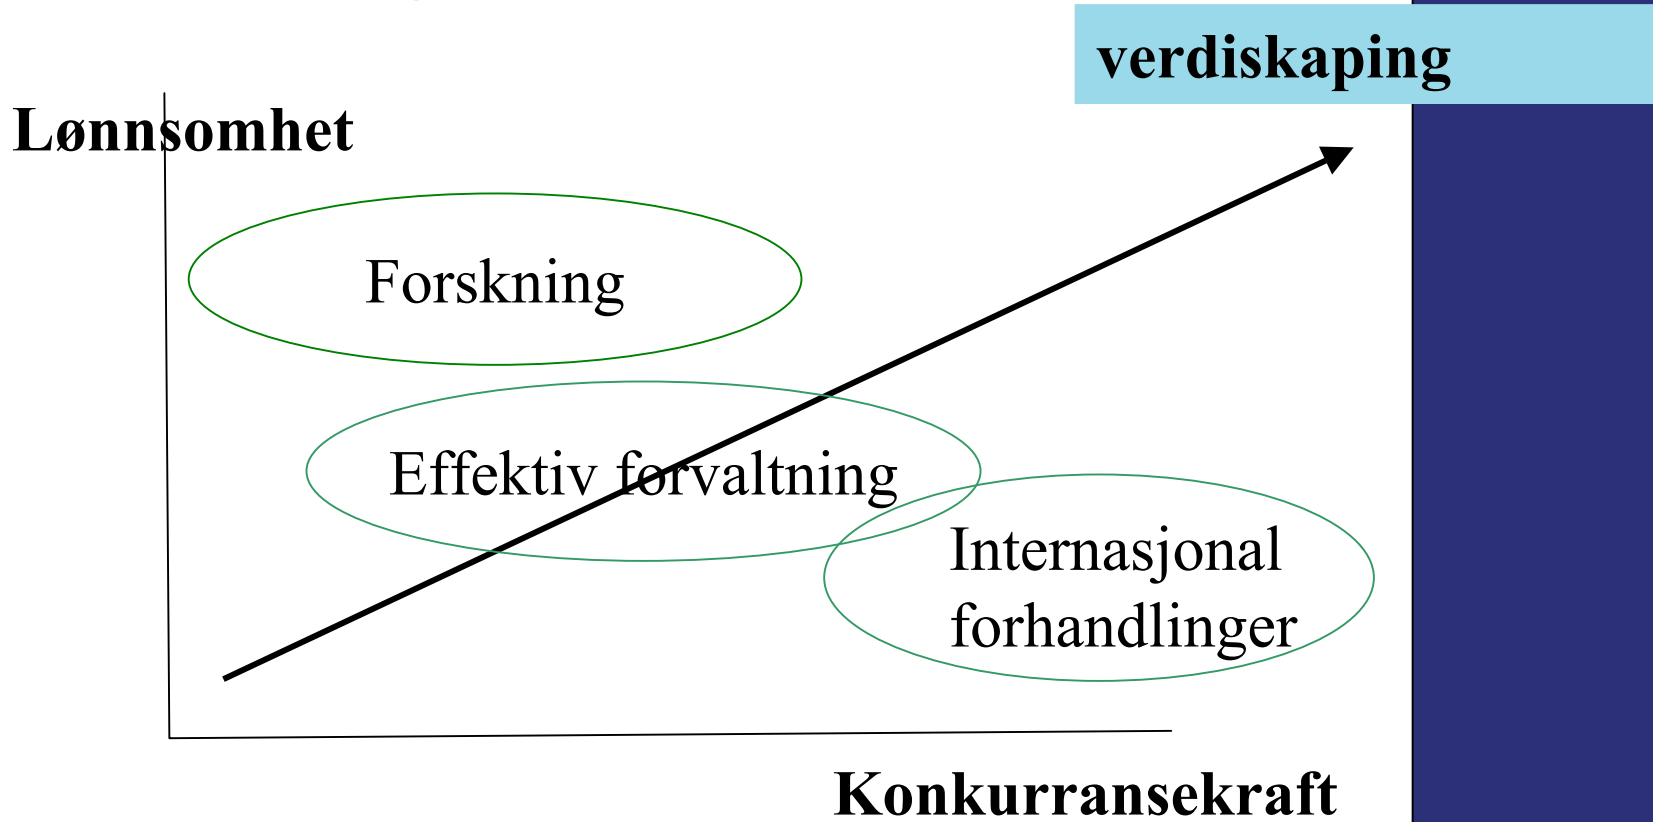 verdiskaping
Lønnsomhet
Forskning
Effektiv forvaltning
Internasjonal
forhandlinger
Konkurransekraft